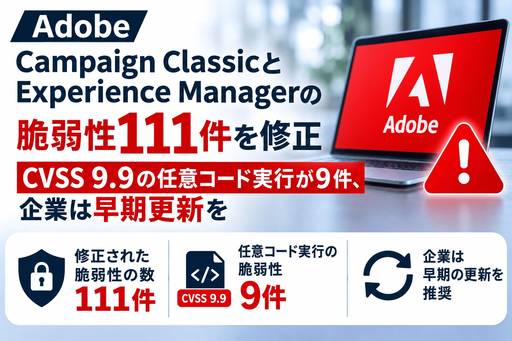 Adobe
Campaign Classicと
Experience Managerの
脆弱性111件を修正
CVSS 9.9の任意コード実行が9件、
企業は早期更新を
Adobe
修正された
脆弱性の数
111件
CVSS 9.9
任意コード実行の
脆弱性
9件
企業は
早期の更新を
推奨